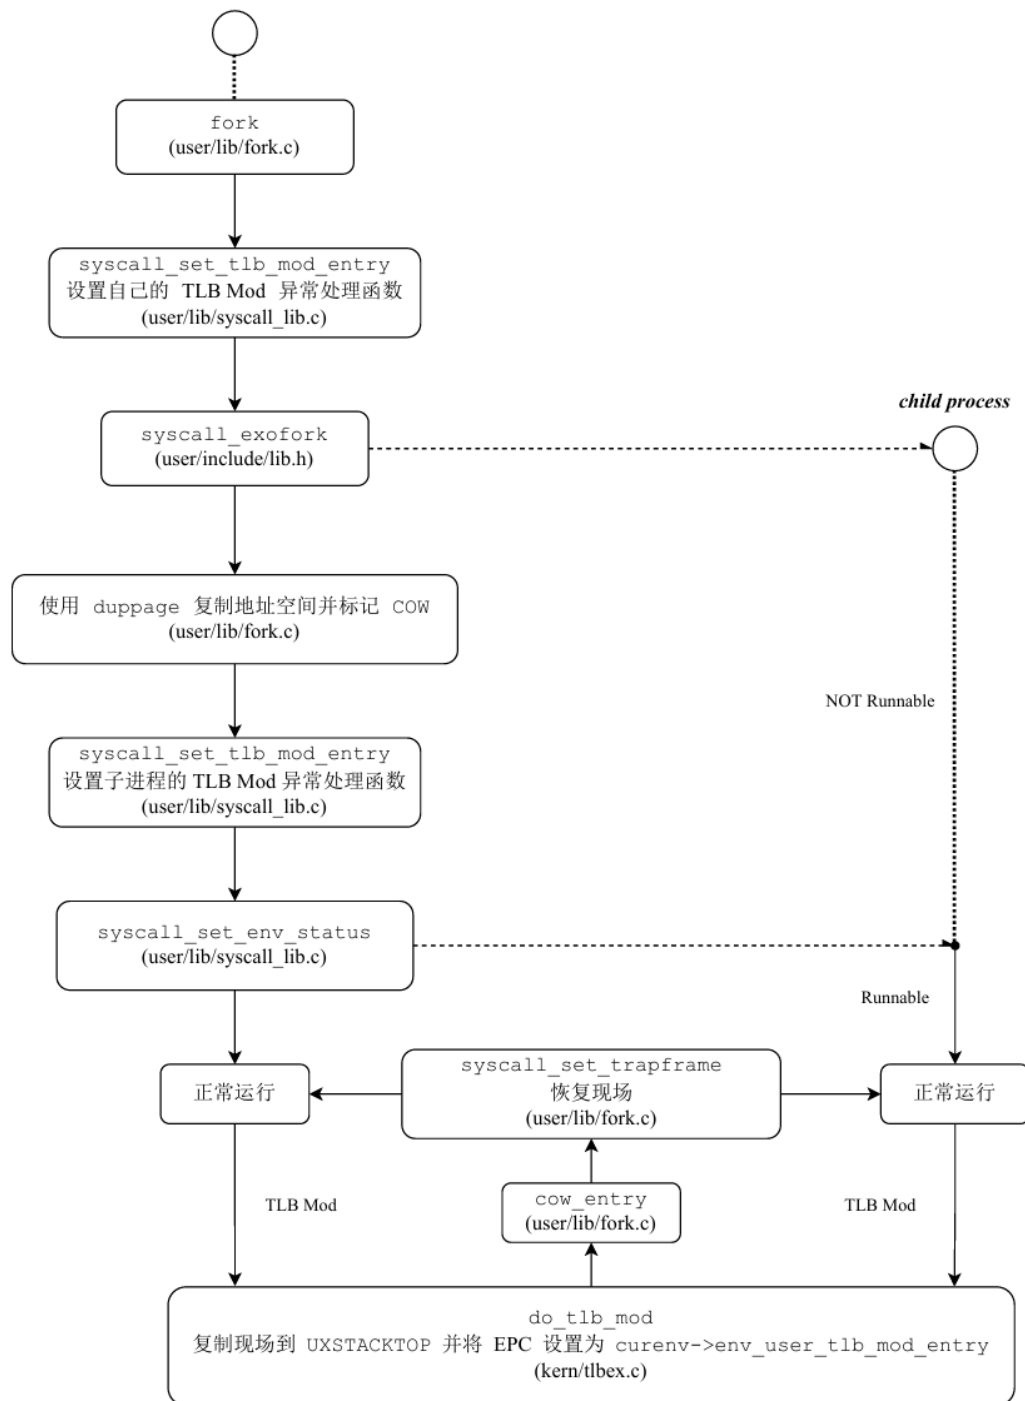 fork
(user/lib/fork.c)
syscall_set_tlb_mod_entry
设置自己的 TLB Mod 异常处理函数
(user/lib/syscall_lib.c)
child process
syscall_exofork
(user/include/lib.h)
使用 duppage 复制地址空间并标记 COW
(user/lib/fork.c)
NOT Runnable
syscall_set_tlb_mod_entry
设置子进程的 TLB Mod 异常处理函数
(user/lib/syscall_lib.c)
syscall_set_env_status
(user/lib/syscall_lib.c)
Runnable
正常运行
syscall_set_trapframe
恢复现场
(user/lib/fork.c)
正常运行
TLB Mod
cow_entry
(user/lib/fork.c)
TLB Mod
do_tlb_mod
复制现场到 UXSTACKTOP 并将 EPC 设置为 curenv->env_user_tlb_mod_entry
(kern/tlbex.c)